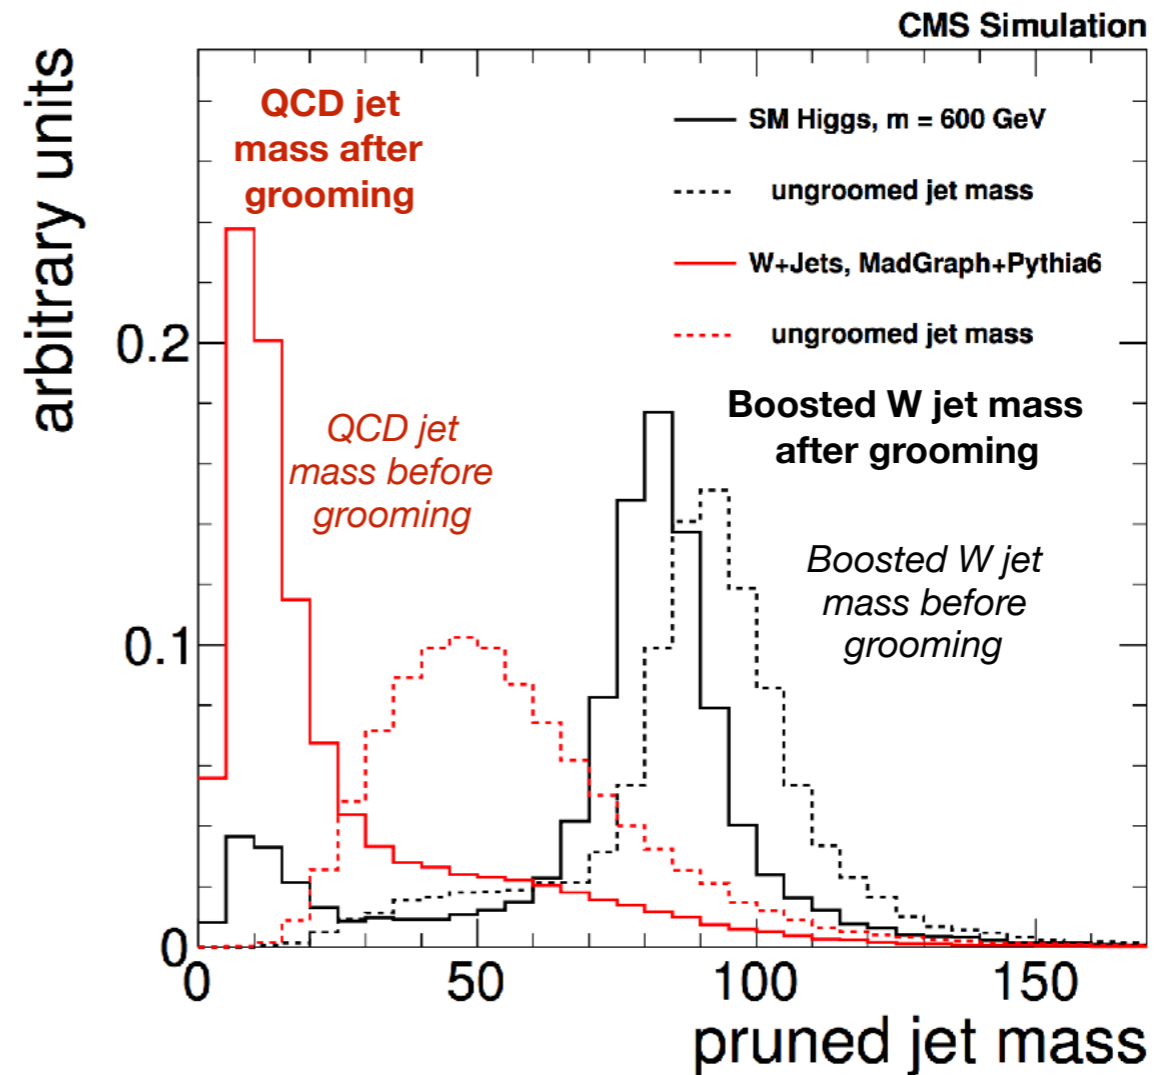 CMS Simulation
arbitrary units
QCD jet
mass after
grooming
SM Higgs, m = 600 GeV
ungroomed jet mass
W+Jets, MadGraph+Pythia6
ungroomed jet mass
0.2
Boosted W jet mass
after grooming
QCD jet
mass before
grooming
Boosted W jet
mass before
grooming
0.1
0
0 50 100 150
pruned jet mass